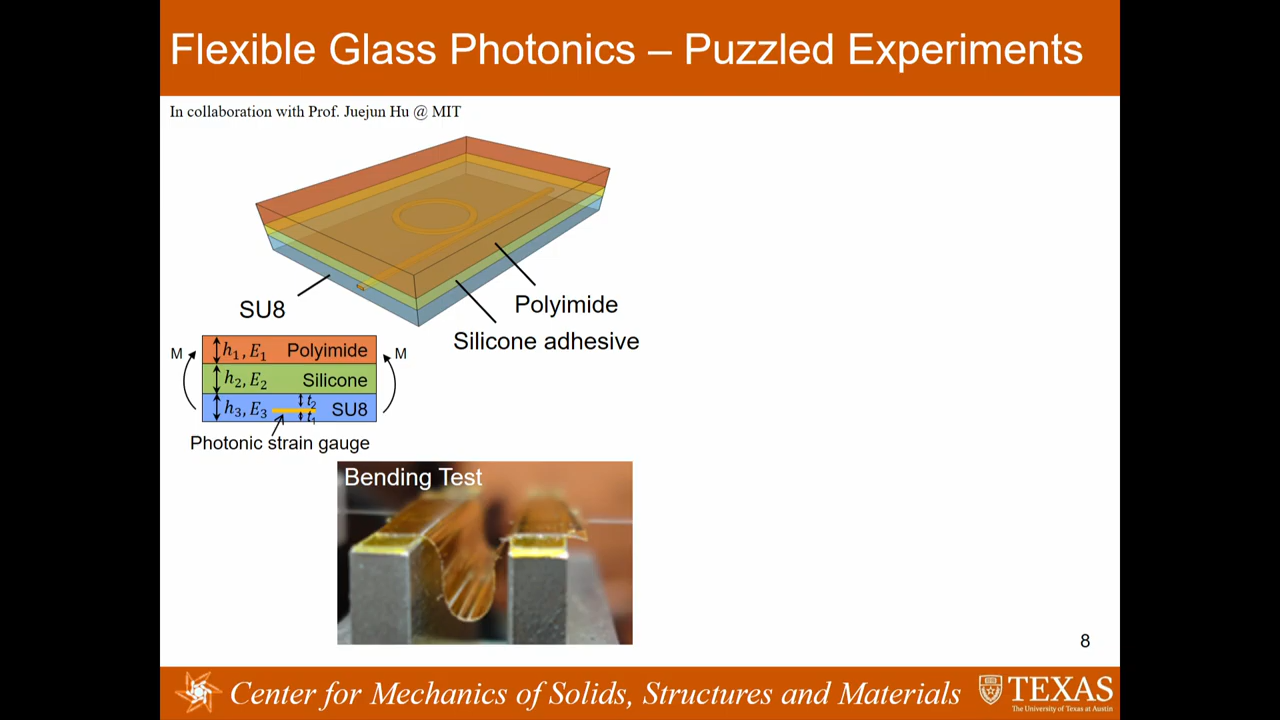 Flexible Glass Photonics – Puzzled Experiments
In collaboration with Prof. Juejun Hu @ MIT
SU8
Polyimide
Silicone adhesive
M
h₁, E₁ Polyimide
M
h₂, E₂ Silicone
h₃, E₃ t₂ t₁ SU8
Photonic strain gauge
Bending Test
8
Center for Mechanics of Solids, Structures and Materials
TEXAS
The University of Texas at Austin